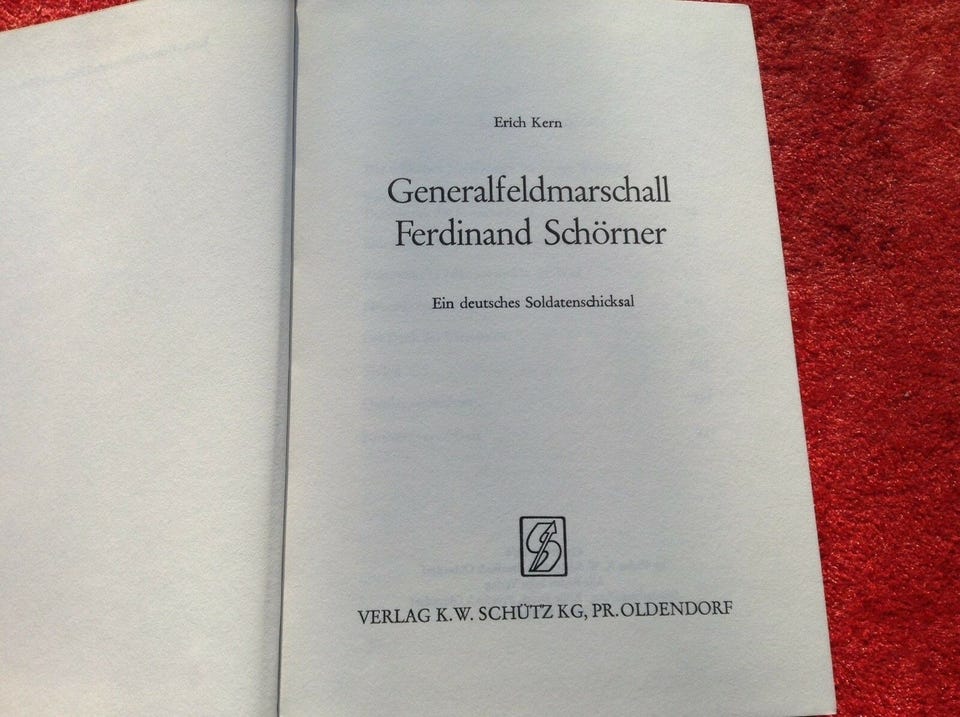 Erich Kern
Generalfeldmarschall
Ferdinand Schörner
Ein deutsches Soldatenschicksal
VERLAG K.W. SCHÜTZ KG, PR. OLDENDORF